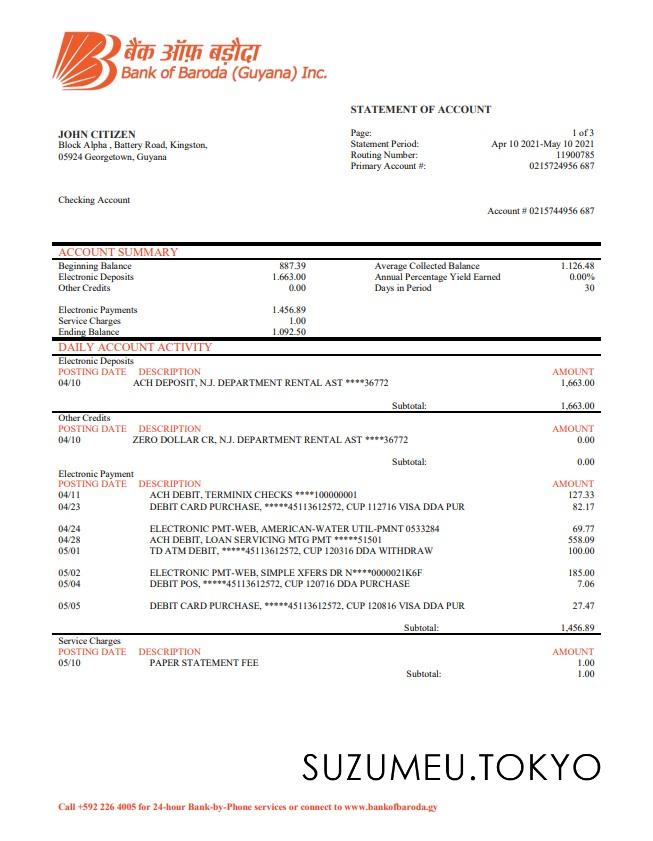 बैंक ऑफ़ बड़ौदा
Bank of Baroda (Guyana) Inc.
STATEMENT OF ACCOUNT
JOHN CITIZEN
Block Alpha , Battery Road, Kingston,
05924 Georgetown, Guyana
Page: 1 of 3
Statement Period: Apr 10 2021-May 10 2021
Routing Number: 11900785
Primary Account #: 0215724956 687
Checking Account
Account # 0215744956 687
ACCOUNT SUMMARY
Beginning Balance 887.39 Average Collected Balance 1.126.48
Electronic Deposits 1.663.00 Annual Percentage Yield Earned 0.00%
Other Credits 0.00 Days in Period 30
Electronic Payments 1.456.89
Service Charges 1.00
Ending Balance 1.092.50
DAILY ACCOUNT ACTIVITY
Electronic Deposits
POSTING DATE DESCRIPTION AMOUNT
04/10 ACH DEPOSIT, N.J. DEPARTMENT RENTAL AST ****36772 1,663.00
Subtotal: 1,663.00
Other Credits
POSTING DATE DESCRIPTION AMOUNT
04/10 ZERO DOLLAR CR, N.J. DEPARTMENT RENTAL AST ****36772 0.00
Subtotal: 0.00
Electronic Payment
POSTING DATE DESCRIPTION AMOUNT
04/11 ACH DEBIT, TERMINIX CHECKS ****100000001 127.33
04/23 DEBIT CARD PURCHASE, *****45113612572, CUP 112716 VISA DDA PUR 82.17
04/24 ELECTRONIC PMT-WEB, AMERICAN-WATER UTIL-PMNT 0533284 69.77
04/28 ACH DEBIT, LOAN SERVICING MTG PMT *****51501 558.09
05/01 TD ATM DEBIT, *****45113612572, CUP 120316 DDA WITHDRAW 100.00
05/02 ELECTRONIC PMT-WEB, SIMPLE XFERS DR N****0000021K6F 185.00
05/04 DEBIT POS, *****45113612572, CUP 120716 DDA PURCHASE 7.06
05/05 DEBIT CARD PURCHASE, *****45113612572, CUP 120816 VISA DDA PUR 27.47
Subtotal: 1,456.89
Service Charges
POSTING DATE DESCRIPTION AMOUNT
05/10 PAPER STATEMENT FEE 1.00
Subtotal: 1.00
SUZUMEU.TOKYO
Call +592 226 4005 for 24-hour Bank-by-Phone services or connect to www.bankofbaroda.gy